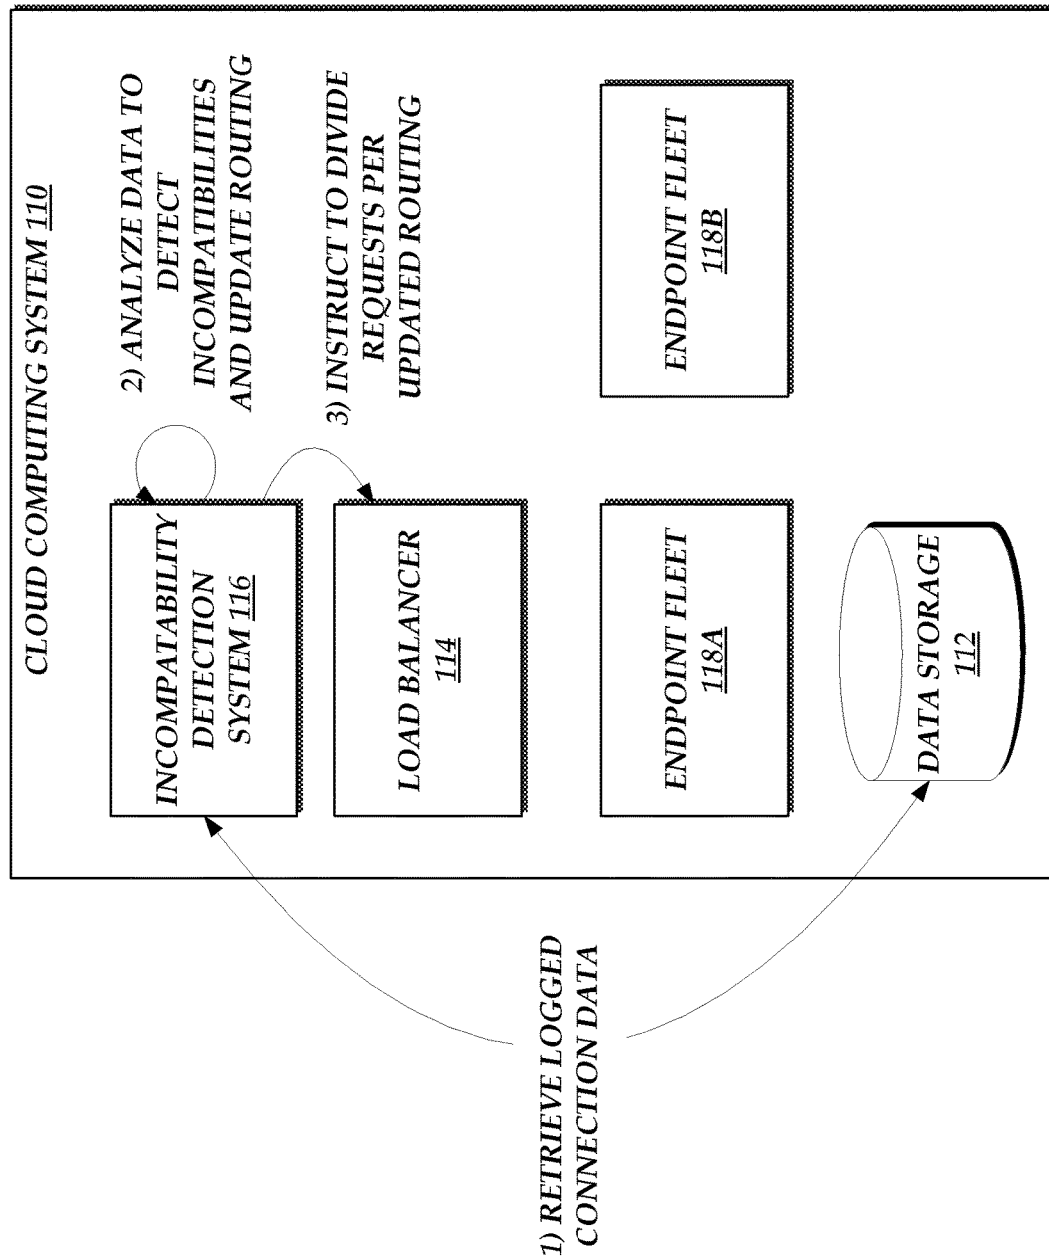 CLOUD COMPUTING SYSTEM 110
2) ANALYZE DATA TO
DETECT
INCOMPATIBILITIES
AND UPDATE ROUTING
INCOMPATABILITY
DETECTION
SYSTEM 116
3) INSTRUCT TO DIVIDE
REQUESTS PER
UPDATED ROUTING
LOAD BALANCER
114
1) RETRIEVE LOGGED
CONNECTION DATA
ENDPOINT FLEET
118A
ENDPOINT FLEET
118B
DATA STORAGE
112